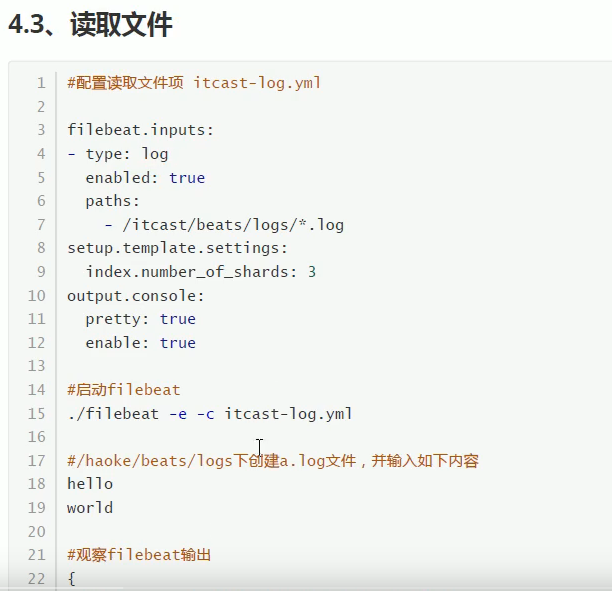 4.3、读取文件
1 #配置读取文件项 itcast-log.yml
2
3 filebeat.inputs:
4 - type: log
5   enabled: true
6   paths:
7     - /itcast/beats/logs/*.log
8 setup.template.settings:
9   index.number_of_shards: 3
10 output.console:
11   pretty: true
12   enable: true
13
14 #启动filebeat
15 ./filebeat -e -c itcast-log.yml
16
17 #/haoke/beats/logs下创建a.log文件，并输入如下内容
18 hello
19 world
20
21 #观察filebeat输出
22 {